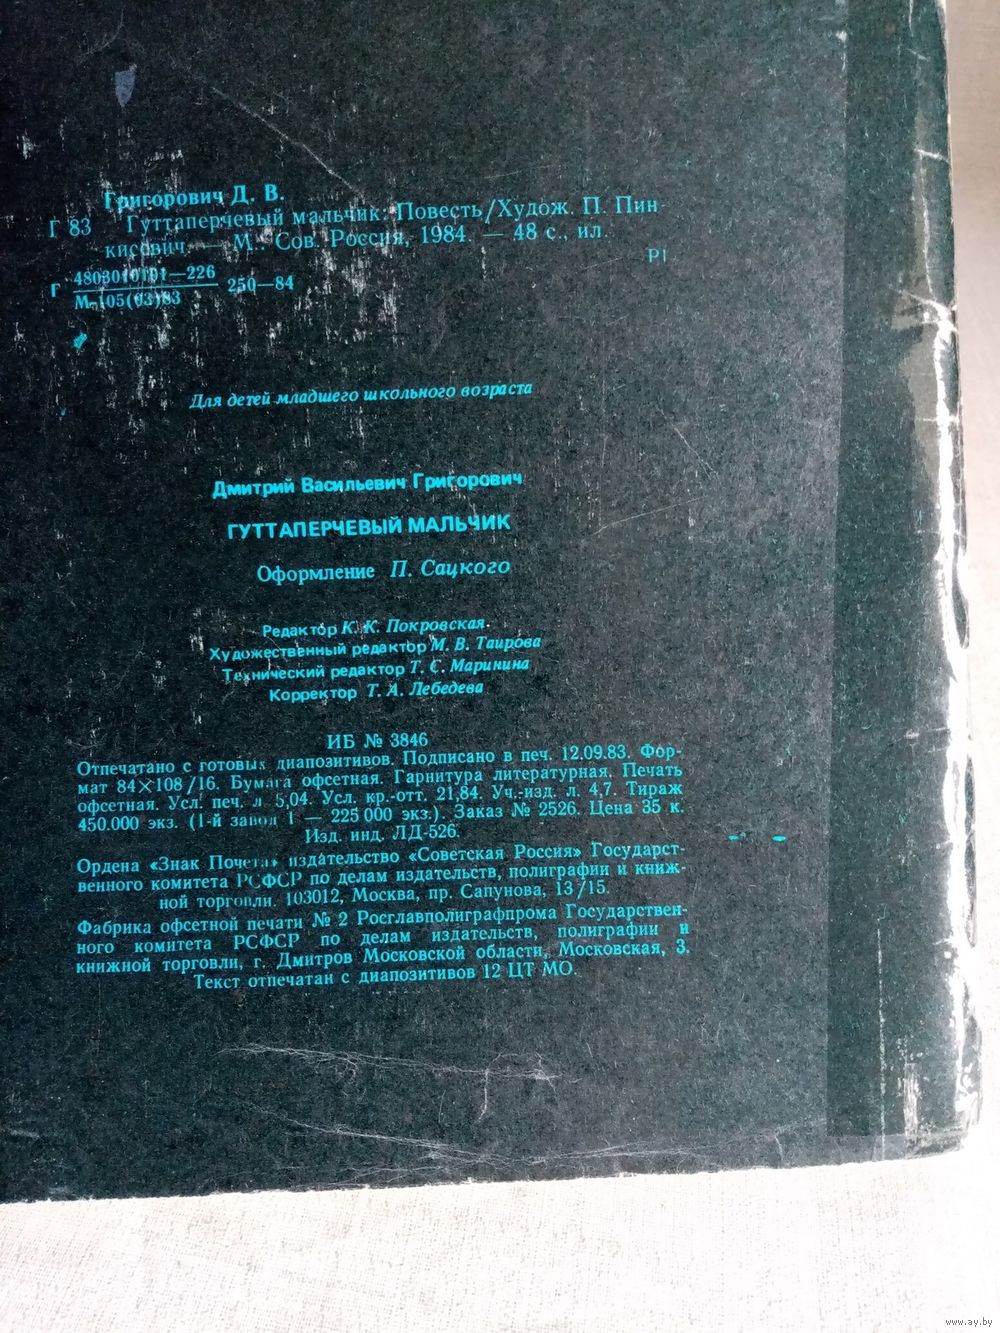 Григорович Д. В.
Г 83 Гуттаперчевый мальчик: Повесть/Худож. П. Пин-
кисевич. — М.: Сов. Россия, 1984. — 48 с., ил.
Р1
Г 4803010101—226
М-105(03)83 250—84
Для детей младшего школьного возраста
Дмитрий Васильевич Григорович
ГУТТАПЕРЧЕВЫЙ МАЛЬЧИК
Оформление П. Сацкого
Редактор К. К. Покровская.
Художественный редактор М. В. Таирова
Технический редактор Т. С. Маринина
Корректор Т. А. Лебедева
ИБ № 3846
Отпечатано с готовых диапозитивов. Подписано в печ. 12.09.83. Фор-
мат 84×108/16. Бумага офсетная. Гарнитура литературная. Печать
офсетная. Усл. печ. л. 5,04. Усл. кр.-отт. 21,84. Уч.-изд. л. 4,7. Тираж
450.000 экз. (1-й завод 1 — 225 000 экз.). Заказ № 2526. Цена 35 к.
Изд. инд. ЛД-526.
Ордена «Знак Почета» издательство «Советская Россия» Государст-
венного комитета РСФСР по делам издательств, полиграфии и книж-
ной торговли. 103012, Москва, пр. Сапунова, 13/15.
Фабрика офсетной печати № 2 Росглавполиграфпрома Государствен-
ного комитета РСФСР по делам издательств, полиграфии и
книжной торговли, г. Дмитров Московской области, Московская, 3.
Текст отпечатан с диапозитивов 12 ЦТ МО.
www.ay.by